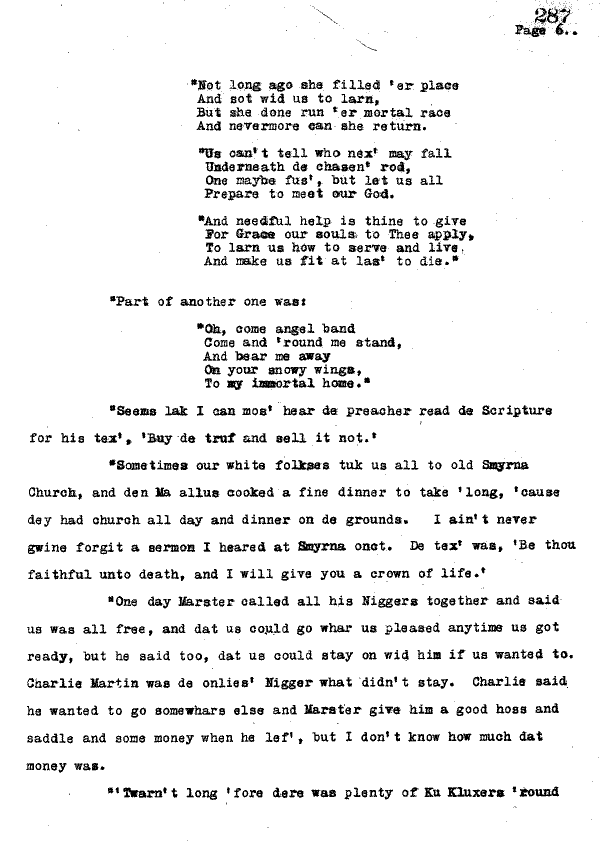 287
Page 6..
"Not long ago she filled 'er place
And sot wid us to larn,
But she done run 'er mortal race
And nevermore can she return.
"Us can't tell who nex' may fall
Underneath de chasen' rod,
One maybe fus', but let us all
Prepare to meet our God.
"And needful help is thine to give
For Grace our souls to Thee apply,
To larn us how to serve and live,
And make us fit at las' to die."
"Part of another one was:
"Oh, come angel band
Come and 'round me stand,
And bear me away
On your snowy wings,
To my immortal home."
"Seems lak I can mos' hear de preacher read de Scripture
for his tex', 'Buy de truf and sell it not.'
"Sometimes our white folkses tuk us all to old Smyrna
Church, and den Ma allus cooked a fine dinner to take 'long, 'cause
dey had church all day and dinner on de grounds. I ain't never
gwine forgit a sermon I heared at Smyrna onct. De tex' was, 'Be thou
faithful unto death, and I will give you a crown of life.'
"One day Marster called all his Niggers together and said
us was all free, and dat us could go whar us pleased anytime us got
ready, but he said too, dat us could stay on wid him if us wanted to.
Charlie Martin was de onlies' Nigger what didn't stay. Charlie said
he wanted to go somewhars else and Marster give him a good hoss and
saddle and some money when he lef', but I don't know how much dat
money was.
"'Twarn't long 'fore dere was plenty of Ku Kluxers 'round